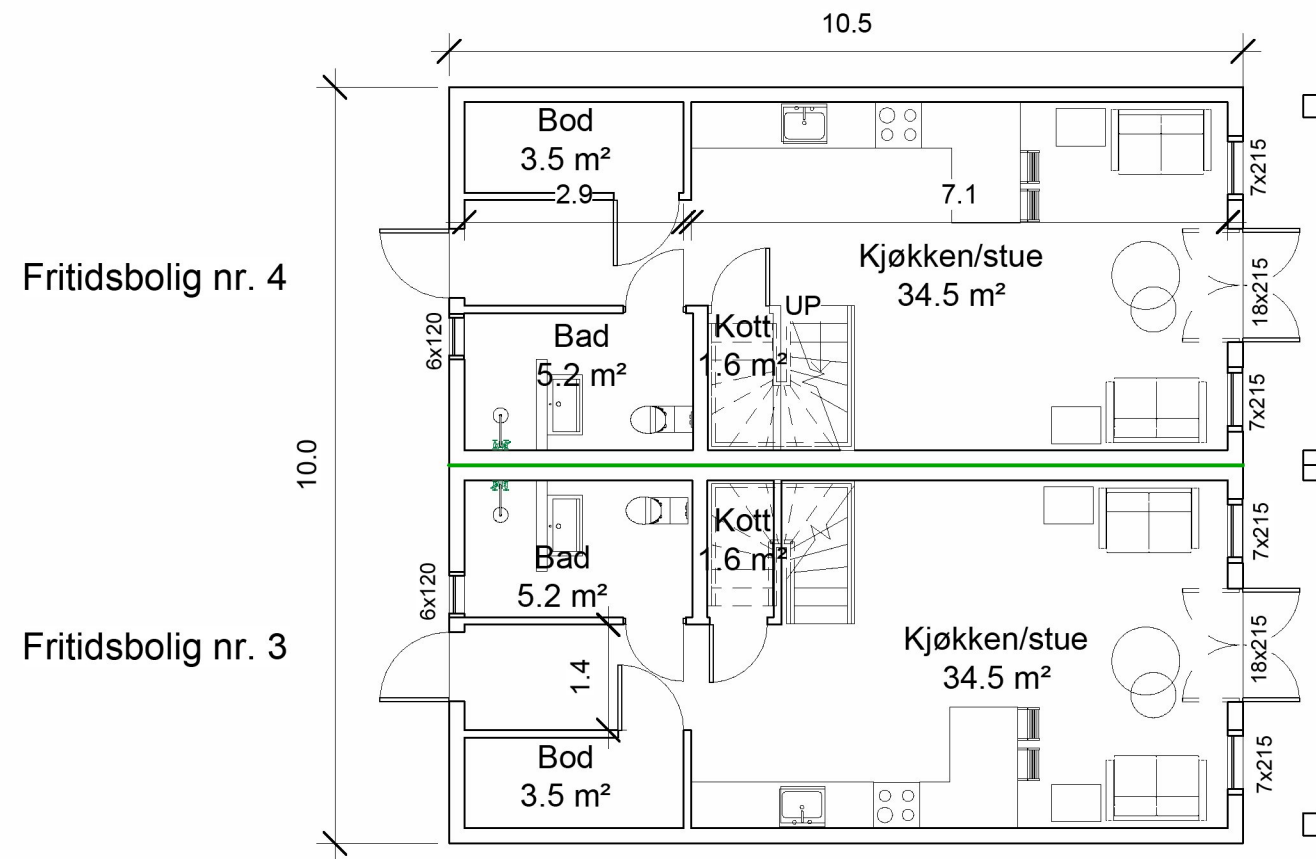 10.5
Bod
3.5 m²
2.9
7.1
7x215
Fritidsbolig nr. 4
Kjøkken/stue
34.5 m²
18x215
UP
6x120
Bad
5.2 m²
Kott
1.6 m²
7x215
10.0
Kott
1.6 m²
7x215
Bad
5.2 m²
6x120
Fritidsbolig nr. 3
Kjøkken/stue
34.5 m²
18x215
1.4
Bod
3.5 m²
7x215